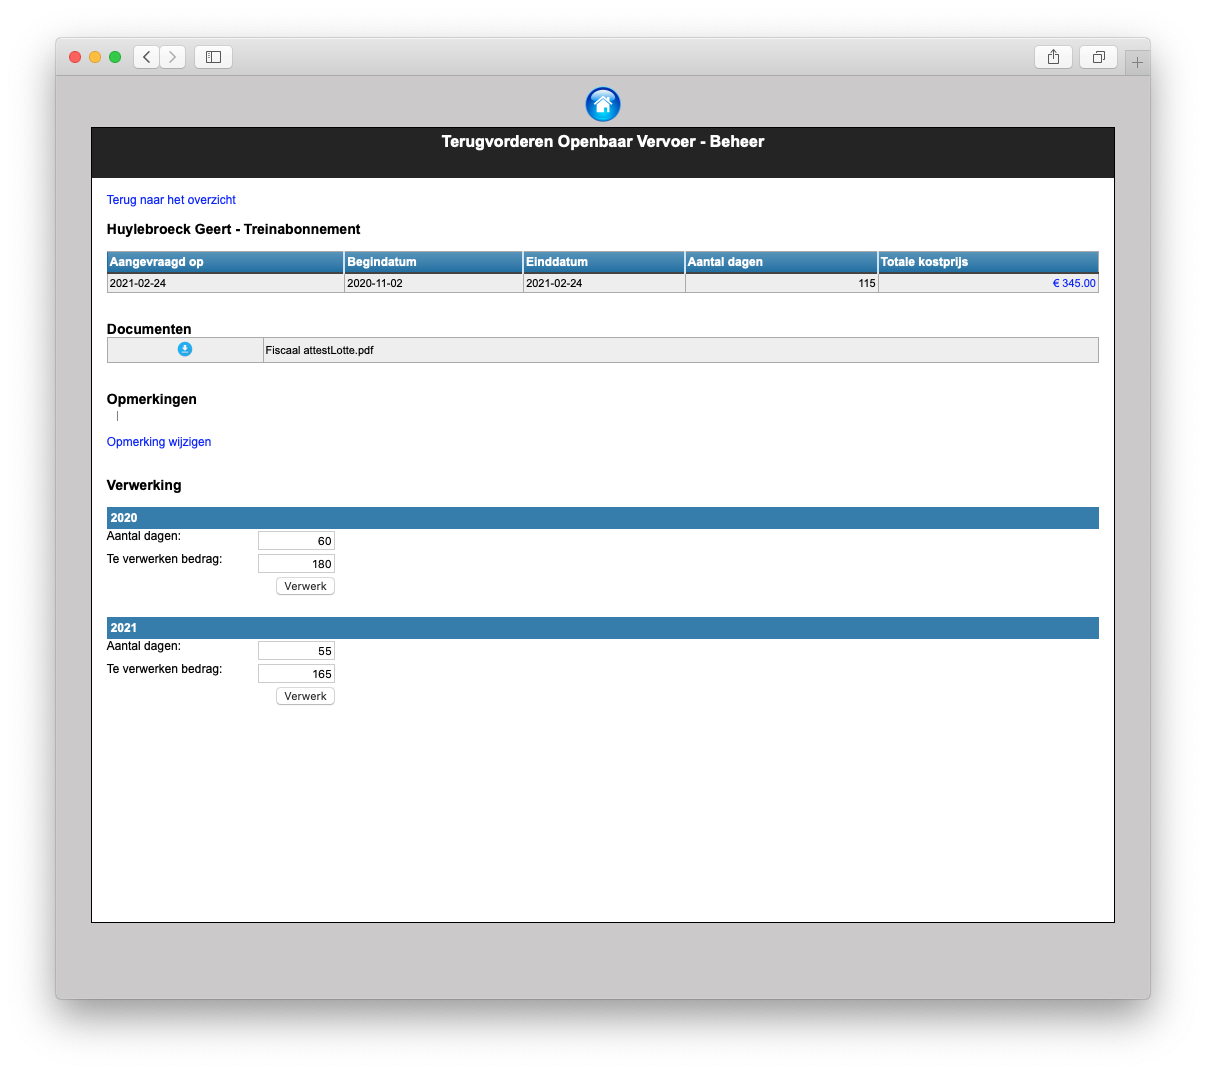 Terugvorderen Openbaar Vervoer - Beheer
Terug naar het overzicht
Huylebroeck Geert - Treinabonnement
Aangevraagd op Begindatum Einddatum Aantal dagen Totale kostprijs
2021-02-24 2020-11-02 2021-02-24 115 € 345.00
Documenten
Fiscaal attestLotte.pdf
Opmerkingen
|
Opmerking wijzigen
Verwerking
2020
Aantal dagen: 60
Te verwerken bedrag: 180
Verwerk
2021
Aantal dagen: 55
Te verwerken bedrag: 165
Verwerk